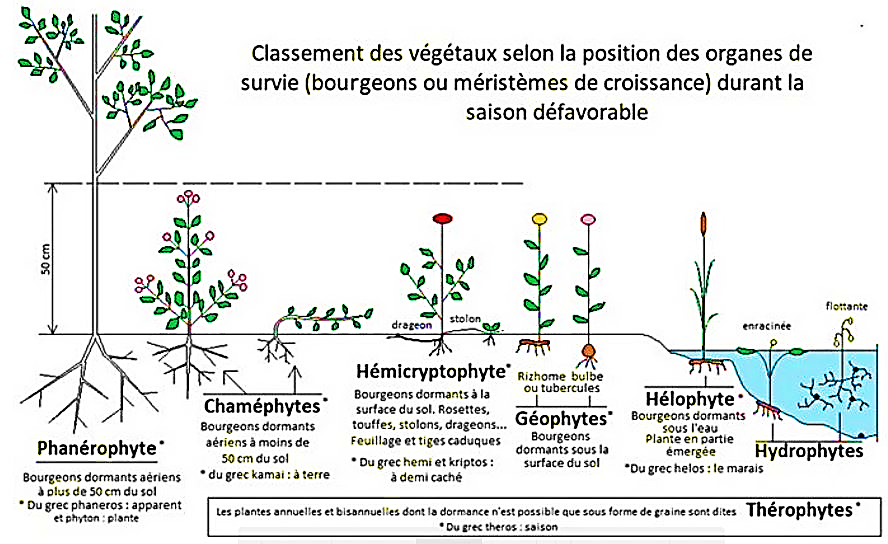 Classement des végétaux selon la position des organes de
survie (bourgeons ou méristèmes de croissance) durant la
saison défavorable
50 cm
drageon
stolon
enracinée
flottante
Phanérophyte*
Bourgeons dormants aériens
à plus de 50 cm du sol
* Du grec phaneros : apparent
et phyton : plante
Chaméphytes*
Bourgeons dormants
aériens à moins de
50 cm du sol
* du grec kamai : à terre
Hémicryptophyte*
Bourgeons dormants à la
surface du sol. Rosettes,
touffes, stolons, drageons...
Feuillage et tiges caduques
* Du grec hemi et kriptos :
à demi caché
Rizhome bulbe
ou tubercules
Géophytes*
Bourgeons
dormants sous la
surface du sol
Hélophyte*
Bourgeons dormants
sous l'eau
Plante en partie
émergée
*Du grec helos : le marais
Hydrophytes
Les plantes annuelles et bisannuelles dont la dormance n'est possible que sous forme de graine sont dites Thérophytes*
* Du grec theros : saison